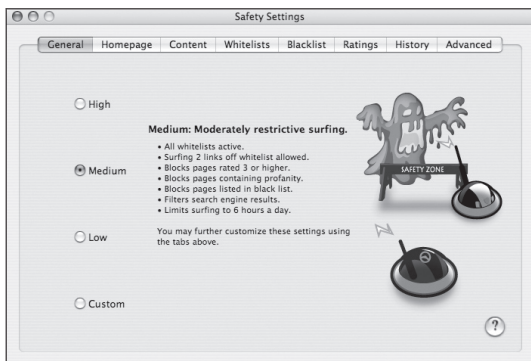 Safety Settings
General Homepage Content Whitelists Blacklist Ratings History Advanced
High
Medium: Moderately restrictive surfing.
• All whitelists active.
• Surfing 2 links off whitelist allowed.
• Blocks pages rated 3 or higher.
Medium
• Blocks pages containing profanity.
• Blocks pages listed in black list.
• Filters search engine results.
• Limits surfing to 6 hours a day.
SAFETY ZONE
Low
You may further customize these settings using
the tabs above.
Custom
?